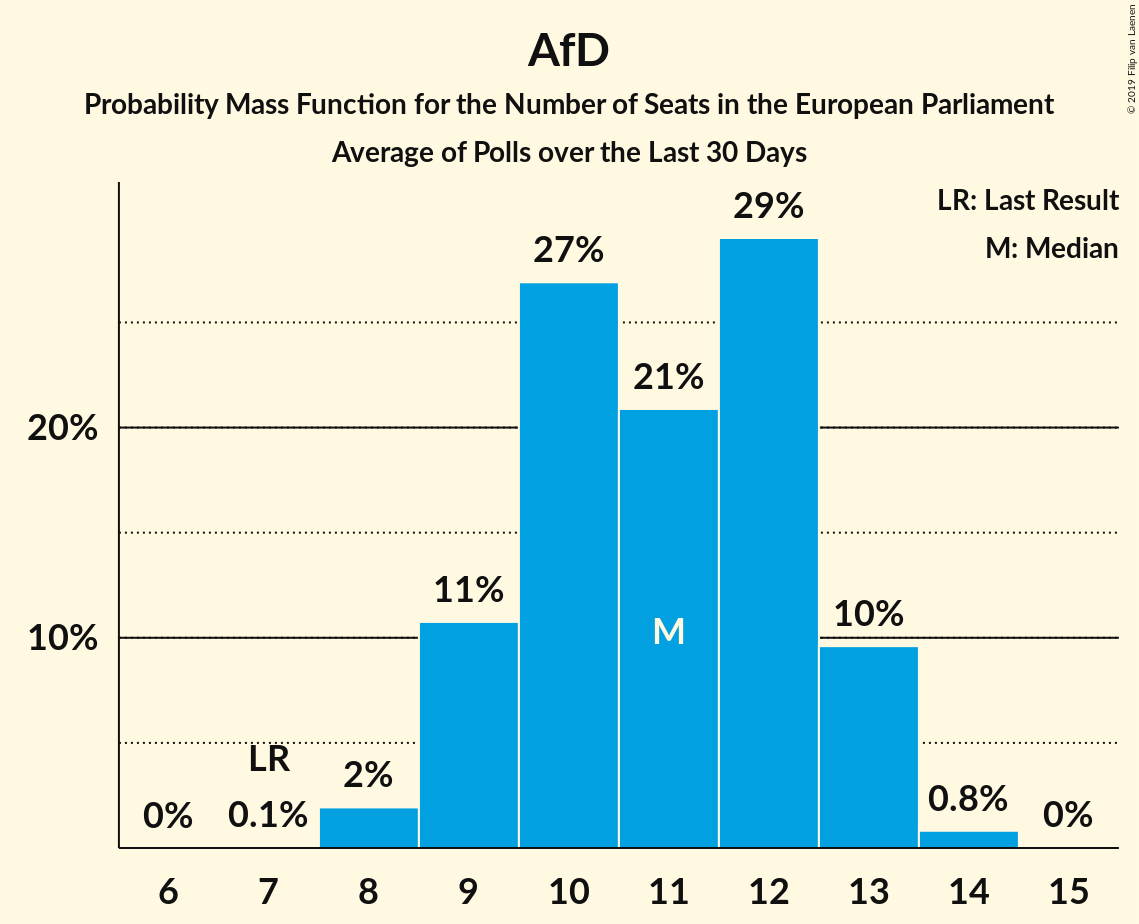 AfD
Probability Mass Function for the Number of Seats in the European Parliament
Average of Polls over the Last 30 Days
© 2019 Filip van Laenen
LR: Last Result
M: Median
29%
27%
21%
20%
11%
10%
M
10%
LR
2%
0%
0.1%
0.8%
0%
6 7 8 9 10 11 12 13 14 15